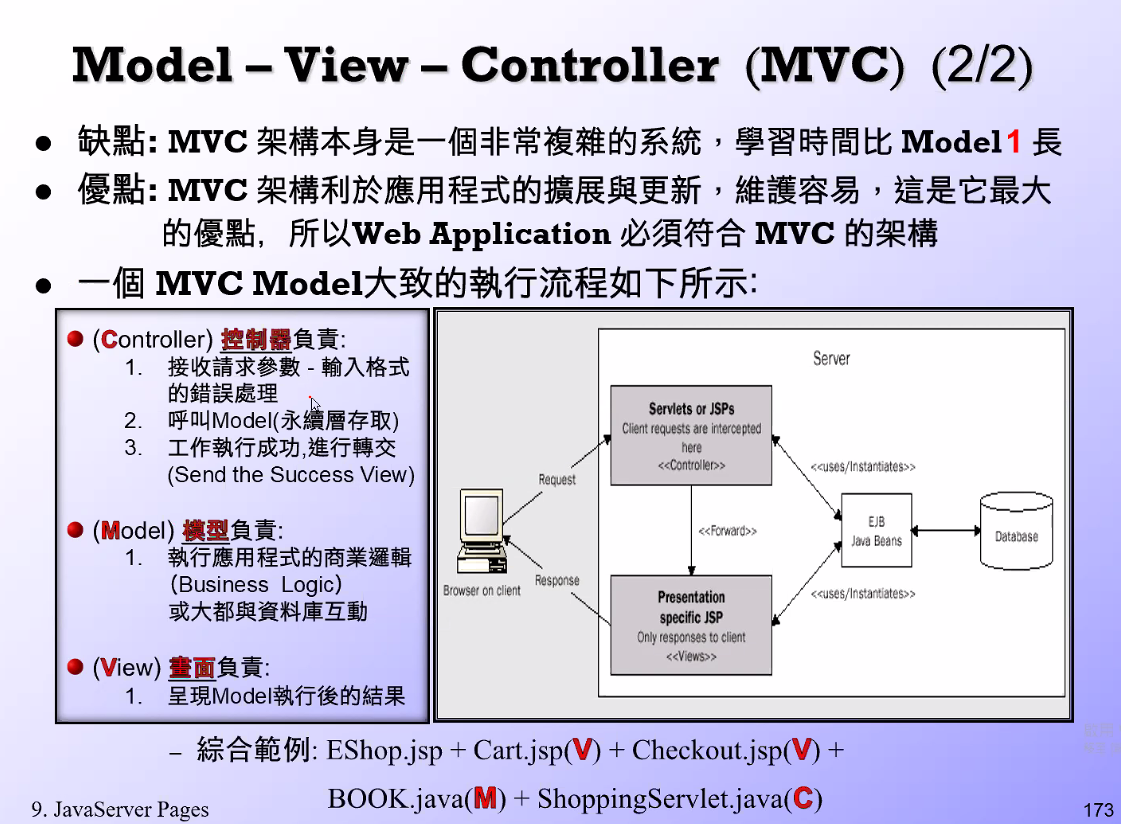 Model – View – Controller (MVC) (2/2)
● 缺點: MVC 架構本身是一個非常複雜的系統，學習時間比 Model1 長
● 優點: MVC 架構利於應用程式的擴展與更新，維護容易，這是它最大
的優點, 所以Web Application 必須符合 MVC 的架構
● 一個 MVC Model大致的執行流程如下所示:
● (Controller) 控制器負責:
1. 接收請求參數 - 輸入格式
的錯誤處理
2. 呼叫Model(永續層存取)
3. 工作執行成功,進行轉交
(Send the Success View)
● (Model) 模型負責:
1. 執行應用程式的商業邏輯
(Business Logic)
或大都與資料庫互動
● (View) 畫面負責:
1. 呈現Model執行後的結果
Server
Servlets or JSPs
Client requests are intercepted
here
<<Controller>>
Request
<<uses/Instantiates>>
<<Forward>>
EJB
Java Beans
Database
Browser on client
Response
<<uses/Instantiates>>
Presentation
specific JSP
Only responses to client
<<Views>>
– 綜合範例: EShop.jsp + Cart.jsp(V) + Checkout.jsp(V) +
BOOK.java(M) + ShoppingServlet.java(C)
9. JavaServer Pages
173